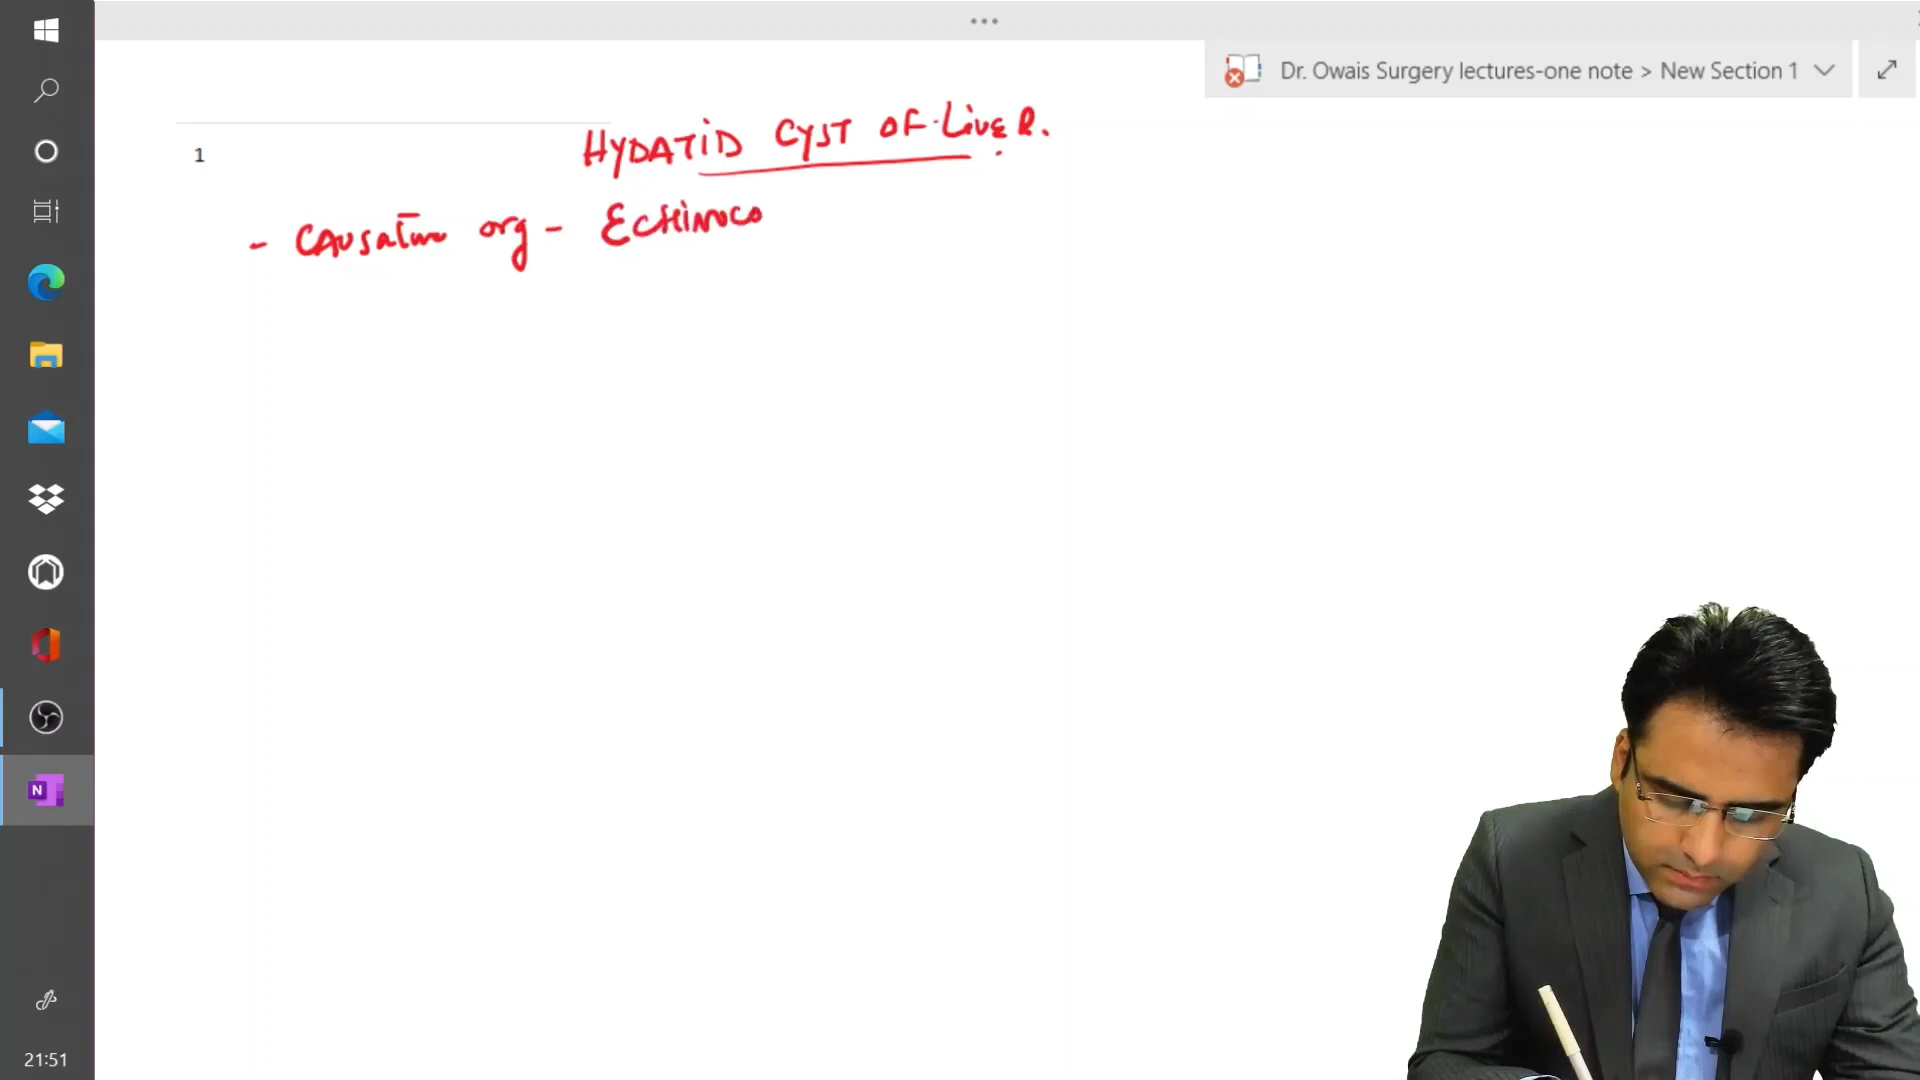 Dr. Owais Surgery lectures-one note > New Section 1
HYDATID CYST OF LIVER.
1
- CAUSATIVE org - ECHINOCO
N
21:51